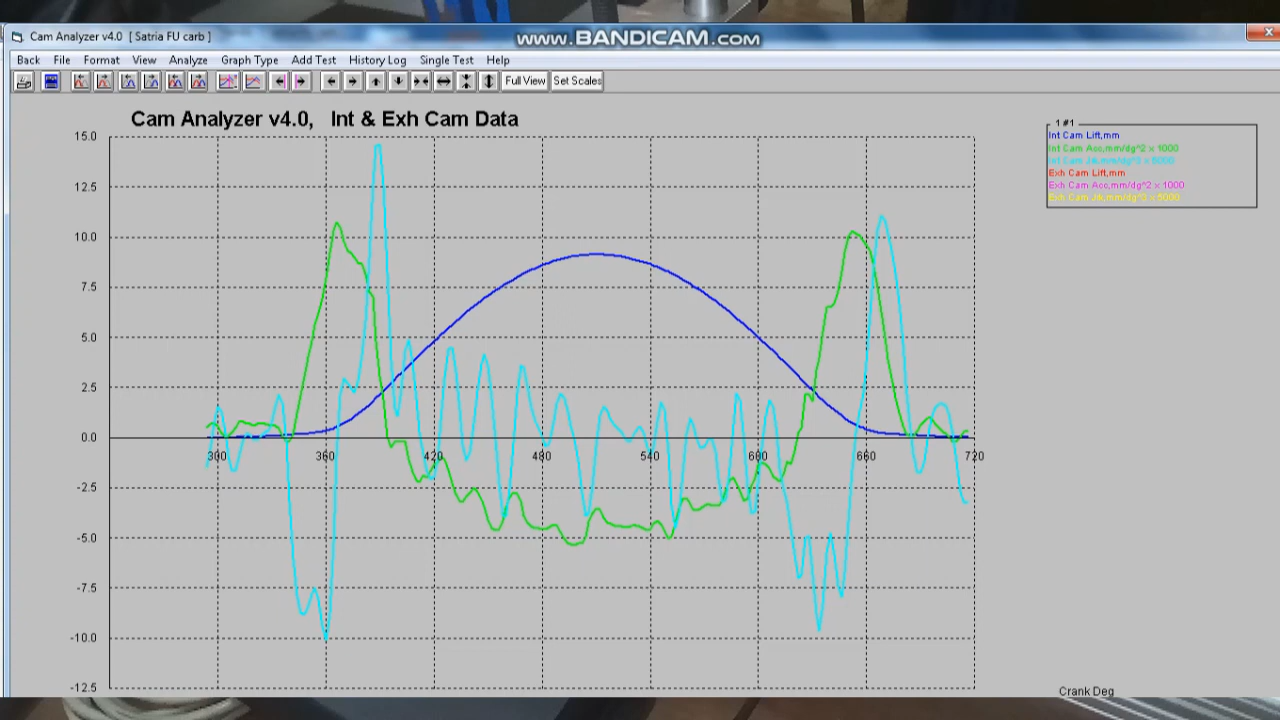 Cam Analyzer v4.0 [ Satria FU carb ]
www.BANDICAM.com
Back File Format View Analyze Graph Type Add Test History Log Single Test Help
Full View Set Scales
Cam Analyzer v4.0, Int & Exh Cam Data
1 #1
Int Cam Lift,mm
Int Cam Acc,mm/dg^2 x 1000
Int Cam Jrk,mm/dg^3 x 5000
Exh Cam Lift,mm
Exh Cam Acc,mm/dg^2 x 1000
Exh Cam Jrk,mm/dg^3 x 5000
15.0
12.5
10.0
7.5
5.0
2.5
0.0
300 360 420 480 540 600 660 720
-2.5
-5.0
-7.5
-10.0
-12.5
Crank Deg